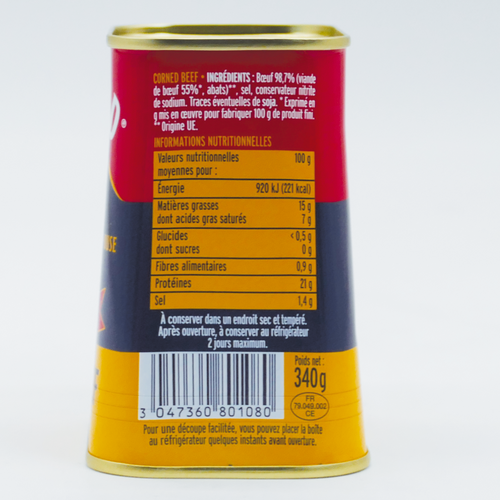 CORNED BEEF • INGRÉDIENTS : Bœuf 98,7% (viande
de bœuf 55%*, abats)**, sel, conservateur nitrite
de sodium. Traces éventuelles de soja. * Exprimé en
g mis en œuvre pour fabriquer 100 g de produit fini.
** Origine UE.
INFORMATIONS NUTRITIONNELLES
Valeurs nutritionnelles 100 g
moyennes pour :
Énergie 920 kJ (221 kcal)
Matières grasses 15 g
dont acides gras saturés 7 g
Glucides <0,5 g
dont sucres 0 g
Fibres alimentaires 0,9 g
Protéines 21 g
Sel 1,4 g
À conserver dans un endroit sec et tempéré.
Après ouverture, à conserver au réfrigérateur
2 jours maximum.
Poids net :
340g
FR
79.049.002
CE
3 047360 801080
Pour une découpe facilitée, vous pouvez placer la boîte
au réfrigérateur quelques instants avant ouverture.